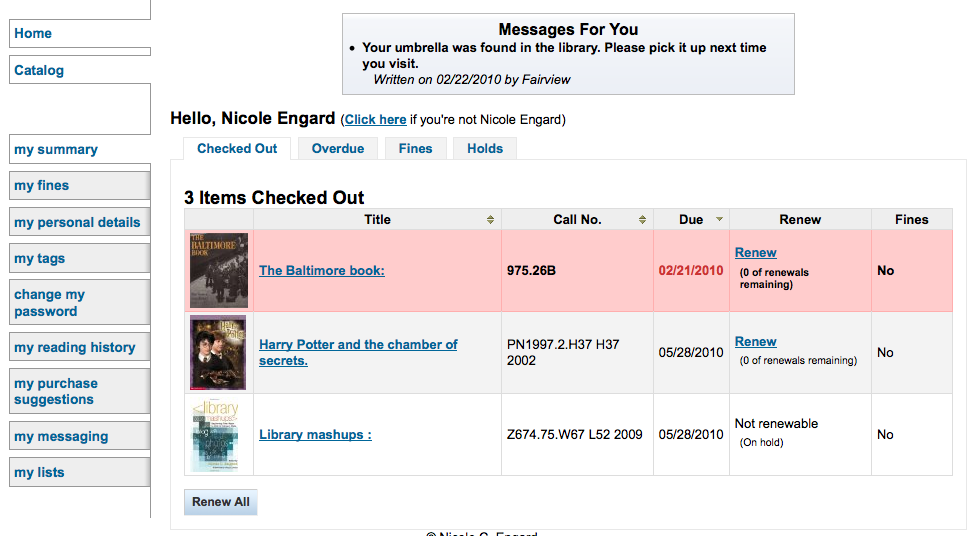 Home
Catalog
my summary
my fines
my personal details
my tags
change my
password
my reading history
my purchase
suggestions
my messaging
my lists
Messages For You
• Your umbrella was found in the library. Please pick it up next time
you visit.
Written on 02/22/2010 by Fairview
Hello, Nicole Engard (Click here if you're not Nicole Engard)
Checked Out Overdue Fines Holds
3 Items Checked Out
Title Call No. Due Renew Fines
THE
BALTIMORE
BOOK
The Baltimore book:
975.26B
02/21/2010
Renew
(0 of renewals
remaining)
No
Harry Potter and the chamber of
secrets.
PN1997.2.H37 H37
2002
05/28/2010
Renew
(0 of renewals remaining)
No
library
mashups
Library mashups :
Z674.75.W67 L52 2009
05/28/2010
Not renewable
(On hold)
No
Renew All
© Nicole C. Engard